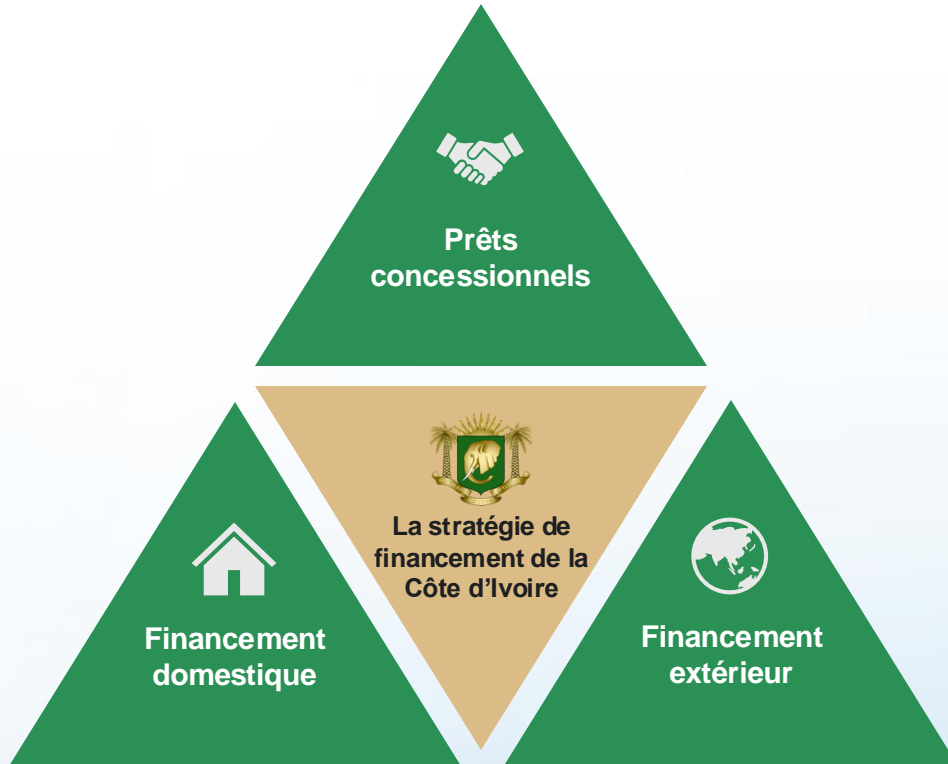 Prêts
concessionnels
La stratégie de
financement de la
Côte d’Ivoire
Financement
domestique
Financement
extérieur